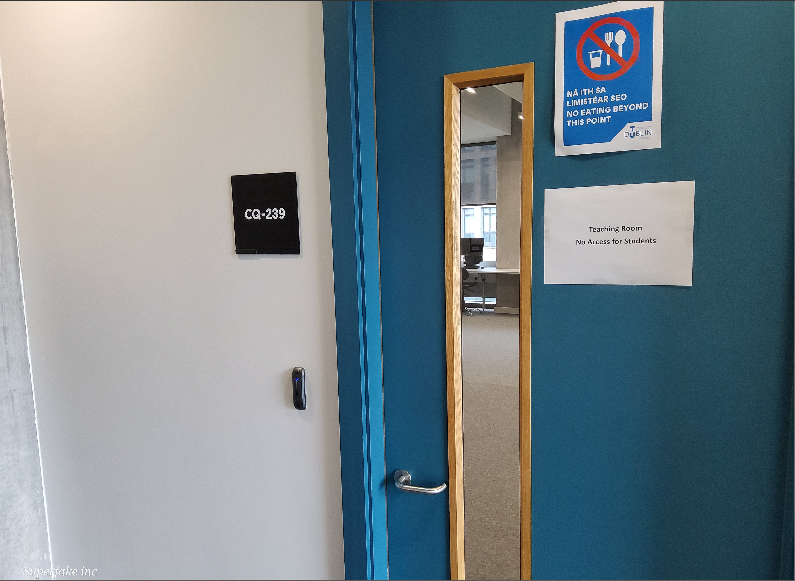 CQ-239
NÁ ITH SA
LIMISTÉAR SEO
NO EATING BEYOND
THIS POINT
DUBLIN
Teaching Room
No Access for Students
hyperfake inc